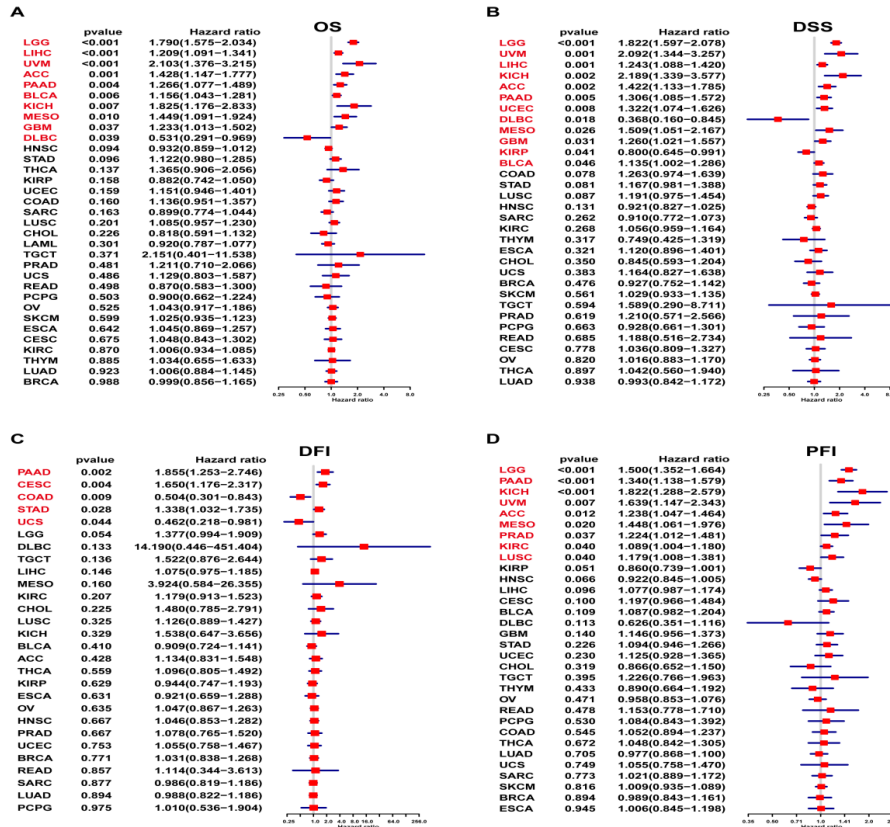 A
OS
pvalue Hazard ratio
LGG <0.001 1.790(1.575−2.034)
LIHC <0.001 1.209(1.091−1.341)
UVM <0.001 2.103(1.376−3.215)
ACC 0.001 1.428(1.147−1.777)
PAAD 0.004 1.266(1.077−1.489)
BLCA 0.006 1.156(1.043−1.281)
KICH 0.007 1.825(1.176−2.833)
MESO 0.010 1.449(1.091−1.924)
GBM 0.037 1.233(1.013−1.502)
DLBC 0.039 0.531(0.291−0.969)
HNSC 0.094 0.932(0.859−1.012)
STAD 0.096 1.122(0.980−1.285)
THCA 0.137 1.365(0.906−2.056)
KIRP 0.158 0.882(0.742−1.050)
UCEC 0.159 1.151(0.946−1.401)
COAD 0.160 1.136(0.951−1.357)
SARC 0.163 0.899(0.774−1.044)
LUSC 0.201 1.085(0.957−1.230)
CHOL 0.226 0.818(0.591−1.132)
LAML 0.301 0.920(0.787−1.077)
TGCT 0.371 2.151(0.401−11.538)
PRAD 0.481 1.211(0.710−2.066)
UCS 0.486 1.129(0.803−1.587)
READ 0.498 0.870(0.583−1.300)
PCPG 0.503 0.900(0.662−1.224)
OV 0.525 1.043(0.917−1.186)
SKCM 0.599 1.025(0.935−1.123)
ESCA 0.642 1.045(0.869−1.257)
CESC 0.675 1.048(0.843−1.302)
KIRC 0.870 1.006(0.934−1.085)
THYM 0.885 1.034(0.655−1.633)
LUAD 0.923 1.006(0.884−1.145)
BRCA 0.988 0.999(0.856−1.165)
0.25 0.50 1.0 2.0 4.0 8.0
Hazard ratio
B
DSS
pvalue Hazard ratio
LGG <0.001 1.822(1.597−2.078)
UVM <0.001 2.092(1.344−3.257)
LIHC 0.001 1.243(1.088−1.420)
KICH 0.002 2.189(1.339−3.577)
ACC 0.002 1.422(1.133−1.785)
PAAD 0.005 1.306(1.085−1.572)
UCEC 0.008 1.322(1.074−1.626)
DLBC 0.018 0.368(0.160−0.845)
MESO 0.026 1.509(1.051−2.167)
GBM 0.031 1.260(1.021−1.557)
KIRP 0.041 0.800(0.645−0.991)
BLCA 0.046 1.135(1.002−1.286)
COAD 0.078 1.263(0.974−1.639)
STAD 0.081 1.167(0.981−1.388)
LUSC 0.087 1.191(0.975−1.454)
HNSC 0.131 0.921(0.827−1.025)
SARC 0.262 0.910(0.772−1.073)
KIRC 0.268 1.056(0.959−1.164)
THYM 0.317 0.749(0.425−1.319)
ESCA 0.321 1.120(0.896−1.401)
CHOL 0.350 0.845(0.593−1.204)
UCS 0.383 1.164(0.827−1.638)
BRCA 0.476 0.927(0.752−1.142)
SKCM 0.561 1.029(0.933−1.135)
TGCT 0.594 1.589(0.290−8.711)
PRAD 0.619 1.210(0.571−2.566)
PCPG 0.663 0.928(0.661−1.301)
READ 0.685 1.188(0.516−2.734)
CESC 0.778 1.036(0.809−1.327)
OV 0.820 1.016(0.883−1.170)
THCA 0.897 1.042(0.560−1.940)
LUAD 0.938 0.993(0.842−1.172)
0.25 0.50 1.0 2.0 4.0 8.
Hazard ratio
C
DFI
pvalue Hazard ratio
PAAD 0.002 1.855(1.253−2.746)
CESC 0.004 1.650(1.176−2.317)
COAD 0.009 0.504(0.301−0.843)
STAD 0.028 1.338(1.032−1.735)
UCS 0.044 0.462(0.218−0.981)
LGG 0.054 1.377(0.994−1.909)
DLBC 0.133 14.190(0.446−451.404)
TGCT 0.136 1.522(0.876−2.644)
LIHC 0.146 1.075(0.975−1.185)
MESO 0.160 3.924(0.584−26.355)
KIRC 0.207 1.179(0.913−1.523)
CHOL 0.225 1.480(0.785−2.791)
LUSC 0.325 1.126(0.889−1.427)
KICH 0.329 1.538(0.647−3.656)
BLCA 0.410 0.909(0.724−1.141)
ACC 0.428 1.134(0.831−1.548)
THCA 0.559 1.096(0.805−1.492)
KIRP 0.629 0.944(0.747−1.193)
ESCA 0.631 0.921(0.659−1.288)
OV 0.635 1.047(0.867−1.263)
HNSC 0.667 1.046(0.853−1.282)
PRAD 0.667 1.078(0.765−1.520)
UCEC 0.753 1.055(0.758−1.467)
BRCA 0.771 1.031(0.838−1.268)
READ 0.857 1.114(0.344−3.613)
SARC 0.877 0.986(0.819−1.186)
LUAD 0.894 0.988(0.822−1.186)
PCPG 0.975 1.010(0.536−1.904)
0.25 1.0 2.0 4.0 8.0 16.0 64.0 256.0
Hazard ratio
D
PFI
pvalue Hazard ratio
LGG <0.001 1.500(1.352−1.664)
PAAD <0.001 1.340(1.138−1.579)
KICH <0.001 1.822(1.288−2.579)
UVM 0.007 1.639(1.147−2.343)
ACC 0.012 1.238(1.047−1.464)
MESO 0.020 1.448(1.061−1.976)
PRAD 0.037 1.224(1.012−1.481)
KIRC 0.040 1.089(1.004−1.180)
LUSC 0.040 1.179(1.008−1.381)
KIRP 0.051 0.860(0.739−1.001)
HNSC 0.066 0.922(0.845−1.005)
LIHC 0.096 1.077(0.987−1.174)
CESC 0.100 1.197(0.966−1.484)
BLCA 0.109 1.087(0.982−1.204)
DLBC 0.113 0.626(0.351−1.116)
GBM 0.140 1.146(0.956−1.373)
STAD 0.226 1.094(0.946−1.266)
UCEC 0.230 1.125(0.928−1.365)
CHOL 0.319 0.866(0.652−1.150)
TGCT 0.395 1.226(0.766−1.963)
THYM 0.433 0.890(0.664−1.192)
OV 0.471 0.958(0.853−1.076)
READ 0.478 1.153(0.778−1.710)
PCPG 0.530 1.084(0.843−1.392)
COAD 0.545 1.052(0.894−1.237)
THCA 0.672 1.048(0.842−1.305)
LUAD 0.705 0.977(0.868−1.100)
UCS 0.749 1.055(0.758−1.470)
SARC 0.773 1.021(0.889−1.172)
SKCM 0.816 1.009(0.935−1.089)
BRCA 0.894 0.989(0.843−1.161)
ESCA 0.945 1.006(0.845−1.198)
0.35 0.50 0.71 1.0 1.41 2.0
Hazard ratio